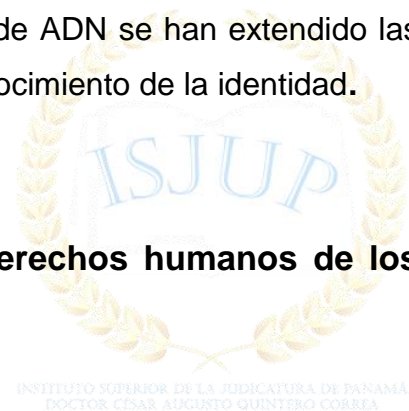 de ADN se han extendido las
ocimiento de la identidad.
ISJUP
erechos humanos de los
INSTITUTO SUPERIOR DE LA JUDICATURA DE PANAMÁ
DOCTOR CÉSAR AUGUSTO QUINTERO CORREA